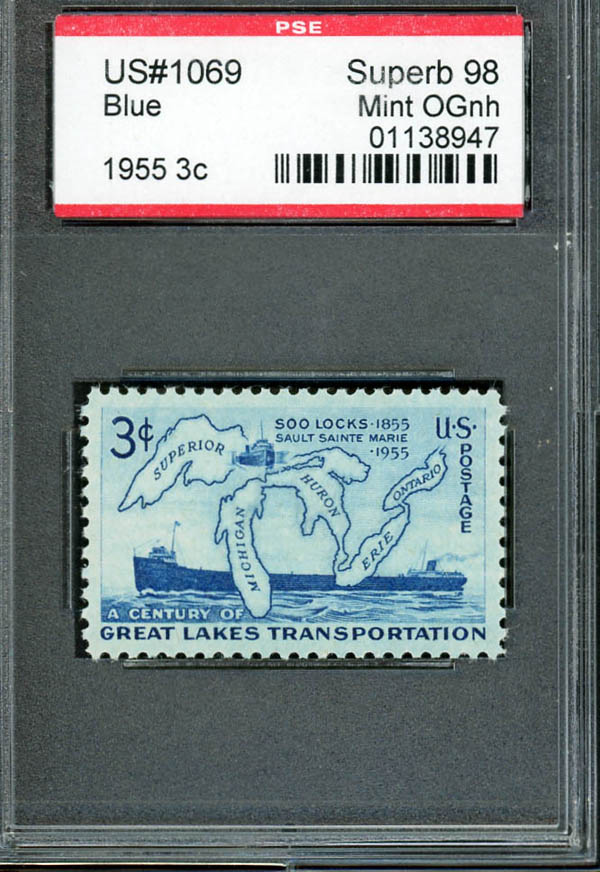 PSE
US#1069 Superb 98
Blue Mint OGnh
01138947
1955 3c
3¢ SOO LOCKS·1855 U.S.
SAULT SAINTE MARIE
·1955
POSTAGE
SUPERIOR
MICHIGAN
HURON
ONTARIO
ERIE
A CENTURY OF
GREAT LAKES TRANSPORTATION